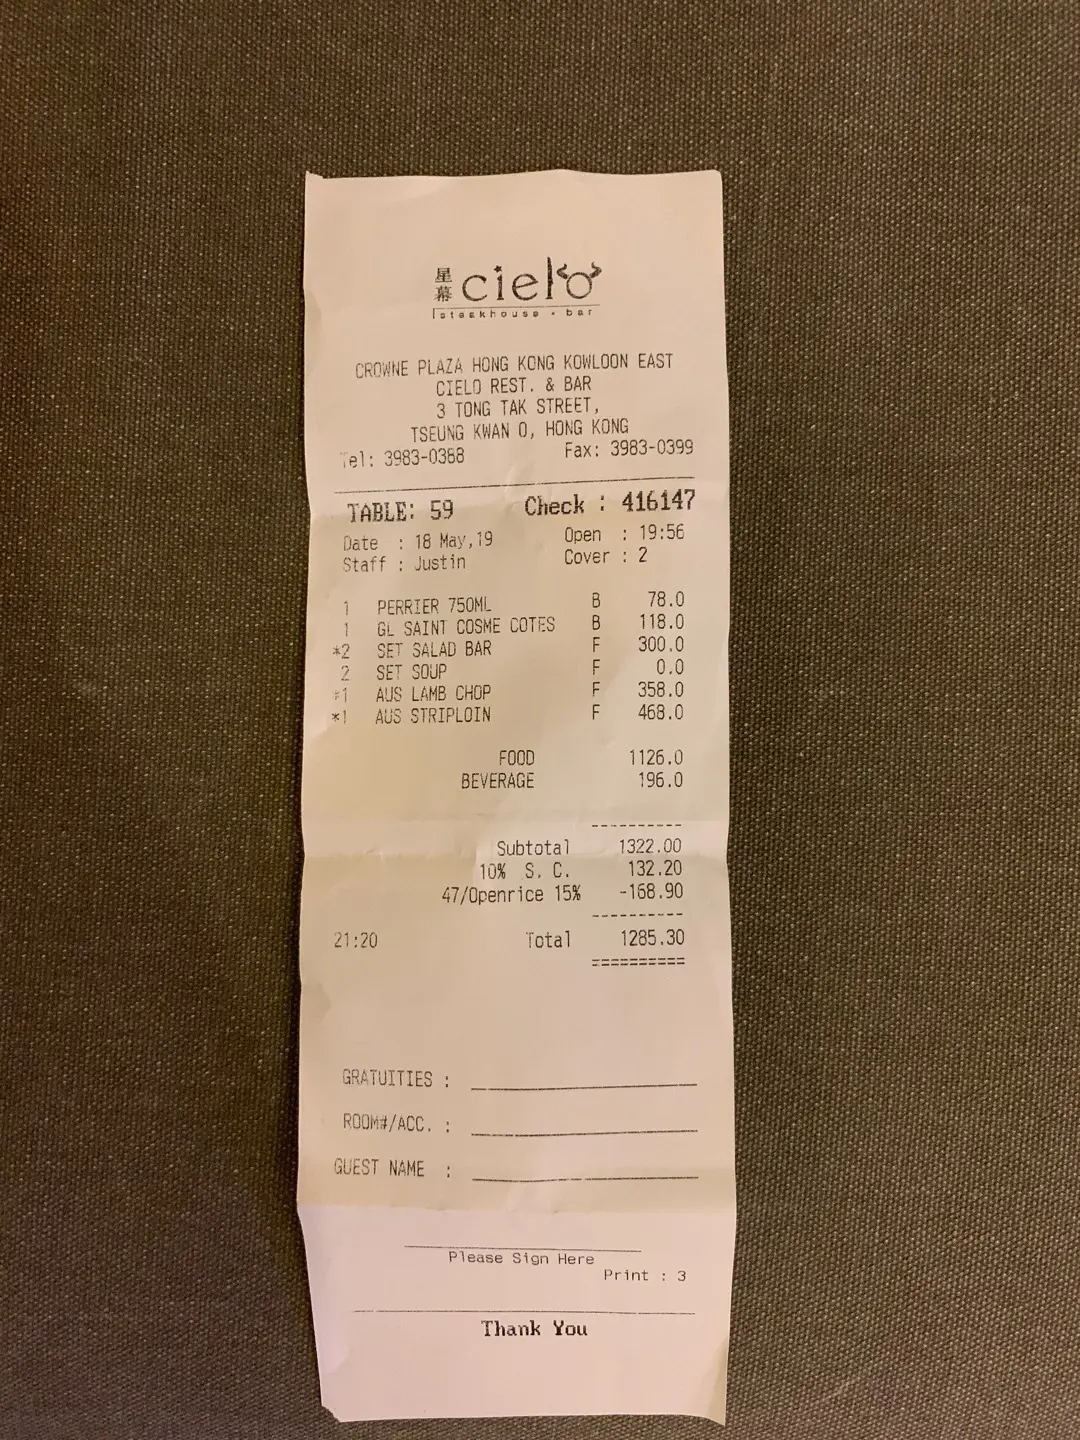 星幕 cielo
steakhouse • bar
CROWNE PLAZA HONG KONG KOWLOON EAST
CIELO REST. & BAR
3 TONG TAK STREET,
TSEUNG KWAN O, HONG KONG
Tel: 3983-0388 Fax: 3983-0399
TABLE: 59 Check : 416147
Date : 18 May,19 Open : 19:56
Staff : Justin Cover : 2
1 PERRIER 750ML B 78.0
1 GL SAINT COSME COTES B 118.0
*2 SET SALAD BAR F 300.0
2 SET SOUP F 0.0
*1 AUS LAMB CHOP F 358.0
*1 AUS STRIPLOIN F 468.0
FOOD 1126.0
BEVERAGE 196.0
----------
Subtotal 1322.00
10% S. C. 132.20
47/Openrice 15% -168.90
----------
21:20 Total 1285.30
==========
GRATUITIES :
ROOM#/ACC. :
GUEST NAME :
Please Sign Here
Print : 3
Thank You